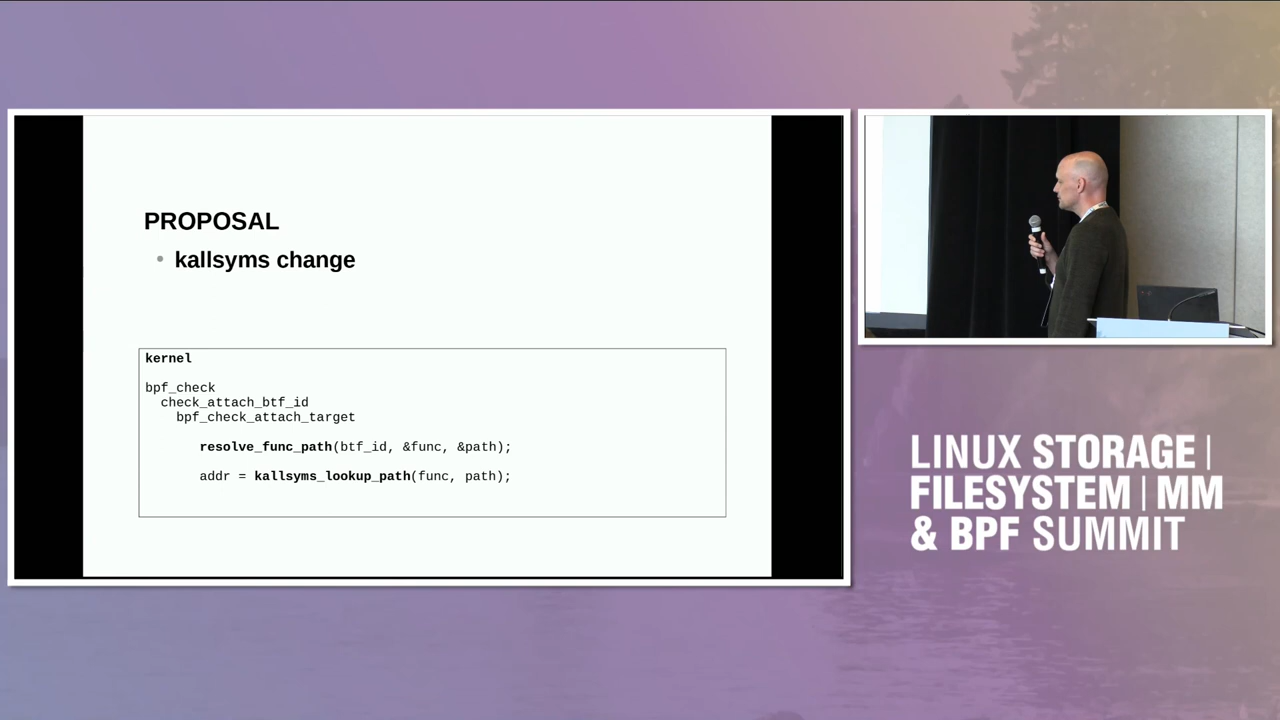 PROPOSAL
• kallsyms change
kernel
bpf_check
check_attach_btf_id
bpf_check_attach_target
resolve_func_path(btf_id, &func, &path);
addr = kallsyms_lookup_path(func, path);
LINUX STORAGE |
FILESYSTEM | MM
& BPF SUMMIT